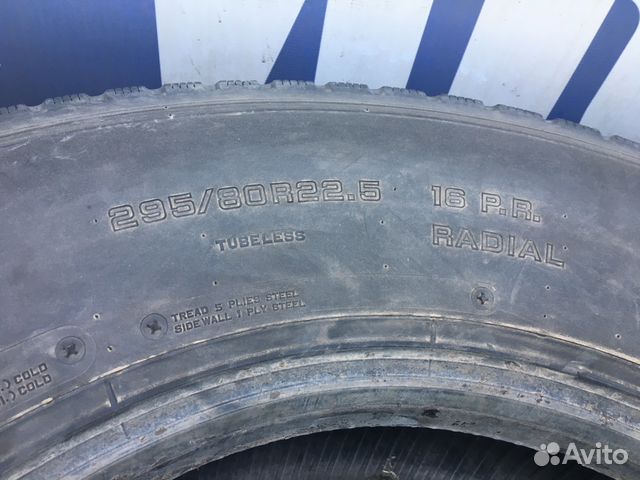 295/80R22.5 16 P.R.
TUBELESS RADIAL
TREAD 5 PLIES STEEL
SIDEWALL 1 PLY STEEL
.) COLD
.) COLD
Avito